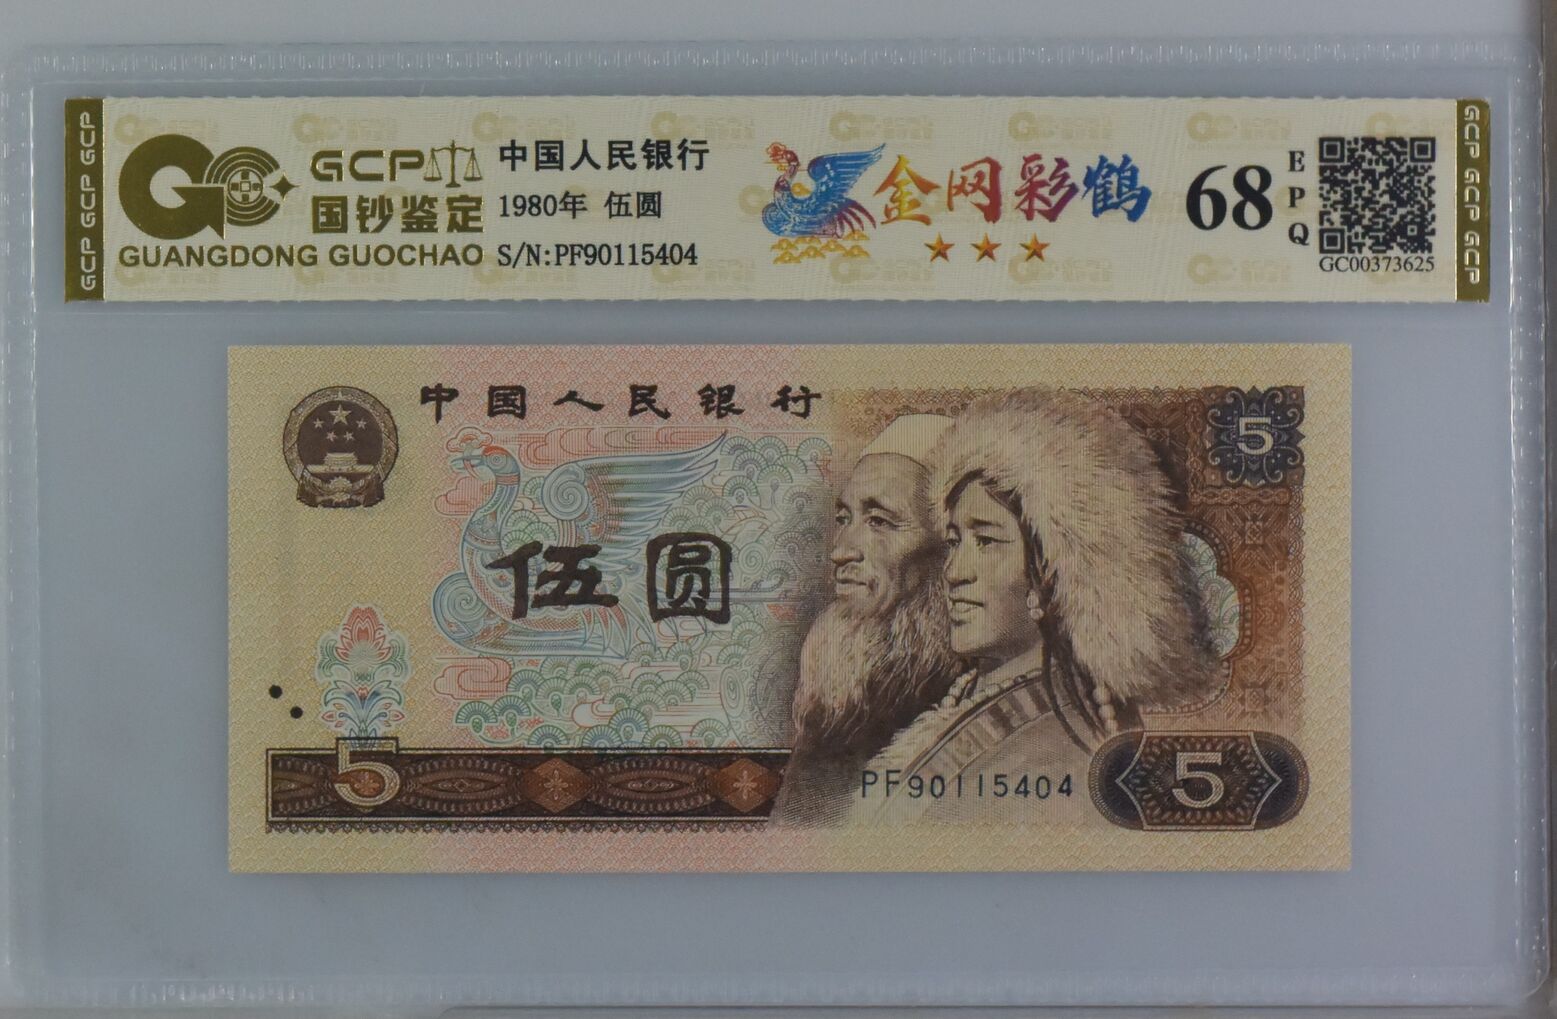 GCP GCP GCP
GCP
国钞鉴定
GUANGDONG GUOCHAO
中国人民银行
1980年 伍圆
S/N:PF90115404
金网彩鹤
68
EPQ
GC00373625
GCP GCP GCP
中国人民银行
5
伍圆
5
PF90115404
5